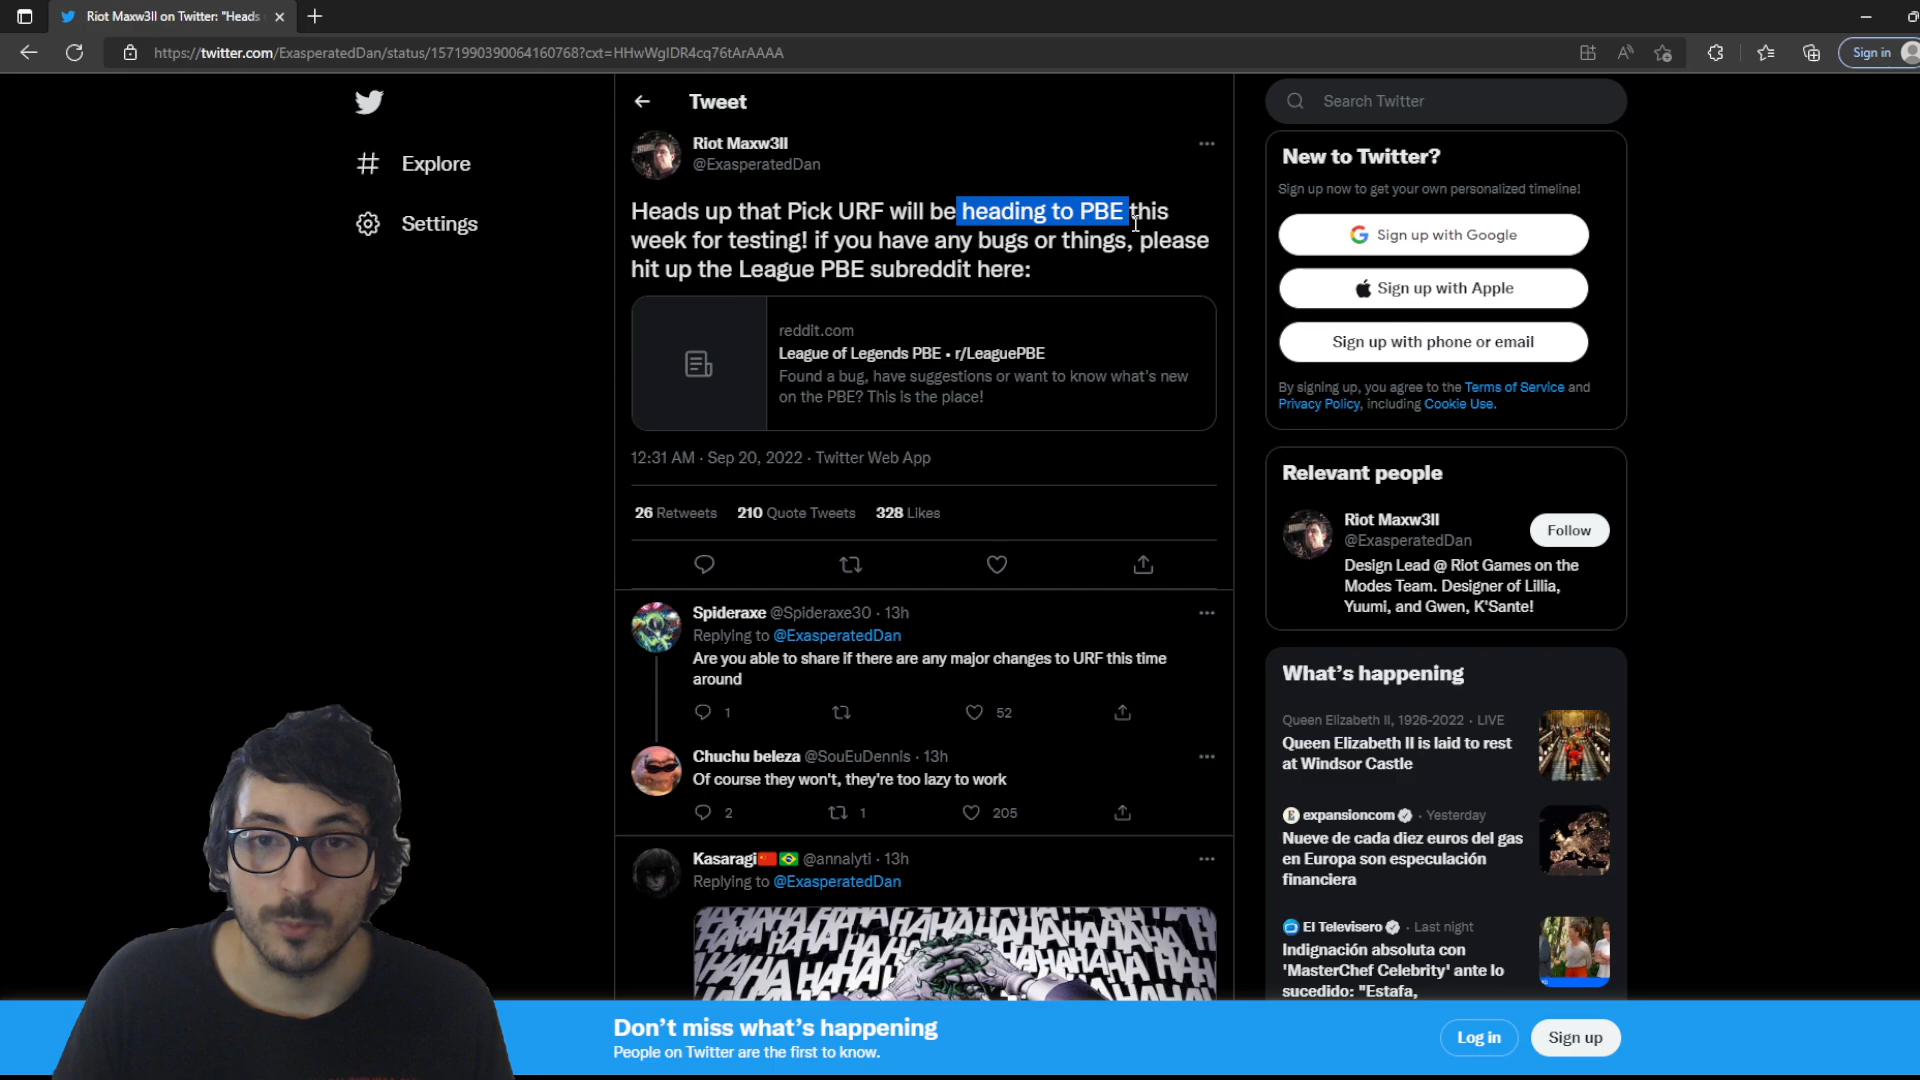 Riot Maxw3ll on Twitter: "Heads
https://twitter.com/ExasperatedDan/status/1571990390064160768?cxt=HHwWgIDR4cq76tArAAAA
Sign in
Explore
Settings
Tweet
Riot Maxw3ll
@ExasperatedDan
Heads up that Pick URF will be heading to PBE this
week for testing! if you have any bugs or things, please
hit up the League PBE subreddit here:
reddit.com
League of Legends PBE • r/LeaguePBE
Found a bug, have suggestions or want to know what's new
on the PBE? This is the place!
12:31 AM · Sep 20, 2022 · Twitter Web App
26 Retweets 210 Quote Tweets 328 Likes
Spideraxe @Spideraxe30 · 13h
Replying to @ExasperatedDan
Are you able to share if there are any major changes to URF this time
around
1 52
Chuchu beleza @SouEuDennis · 13h
Of course they won't, they're too lazy to work
2 1 205
Kasaragi🇨🇳🇧🇷 @annalyti · 13h
Replying to @ExasperatedDan
Search Twitter
New to Twitter?
Sign up now to get your own personalized timeline!
Sign up with Google
Sign up with Apple
Sign up with phone or email
By signing up, you agree to the Terms of Service and
Privacy Policy, including Cookie Use.
Relevant people
Riot Maxw3ll
@ExasperatedDan
Follow
Design Lead @ Riot Games on the
Modes Team. Designer of Lillia,
Yuumi, and Gwen, K'Sante!
What's happening
Queen Elizabeth II, 1926-2022 · LIVE
Queen Elizabeth II is laid to rest
at Windsor Castle
expansioncom · Yesterday
Nueve de cada diez euros del gas
en Europa son especulación
financiera
El Televisero · Last night
Indignación absoluta con
'MasterChef Celebrity' ante lo
sucedido: "Estafa,
Don't miss what's happening
People on Twitter are the first to know.
Log in
Sign up